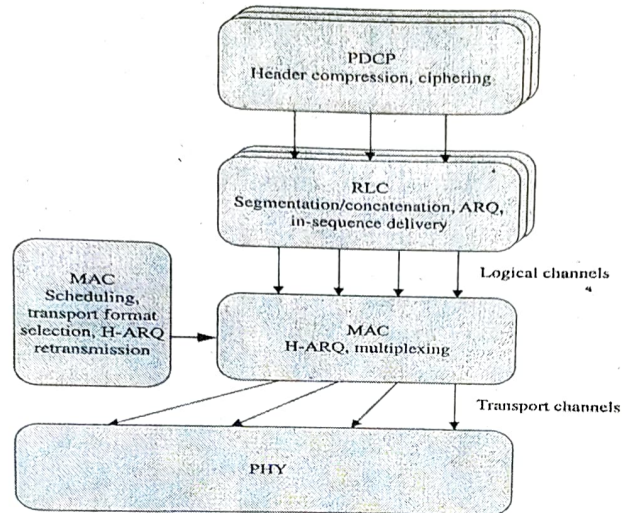 PDCP
Header compression, ciphering
RLC
Segmentation/concatenation, ARQ,
in-sequence delivery
Logical channels
MAC
Scheduling,
transport format
selection, H-ARQ
retransmission
MAC
H-ARQ, multiplexing
Transport channels
PHY